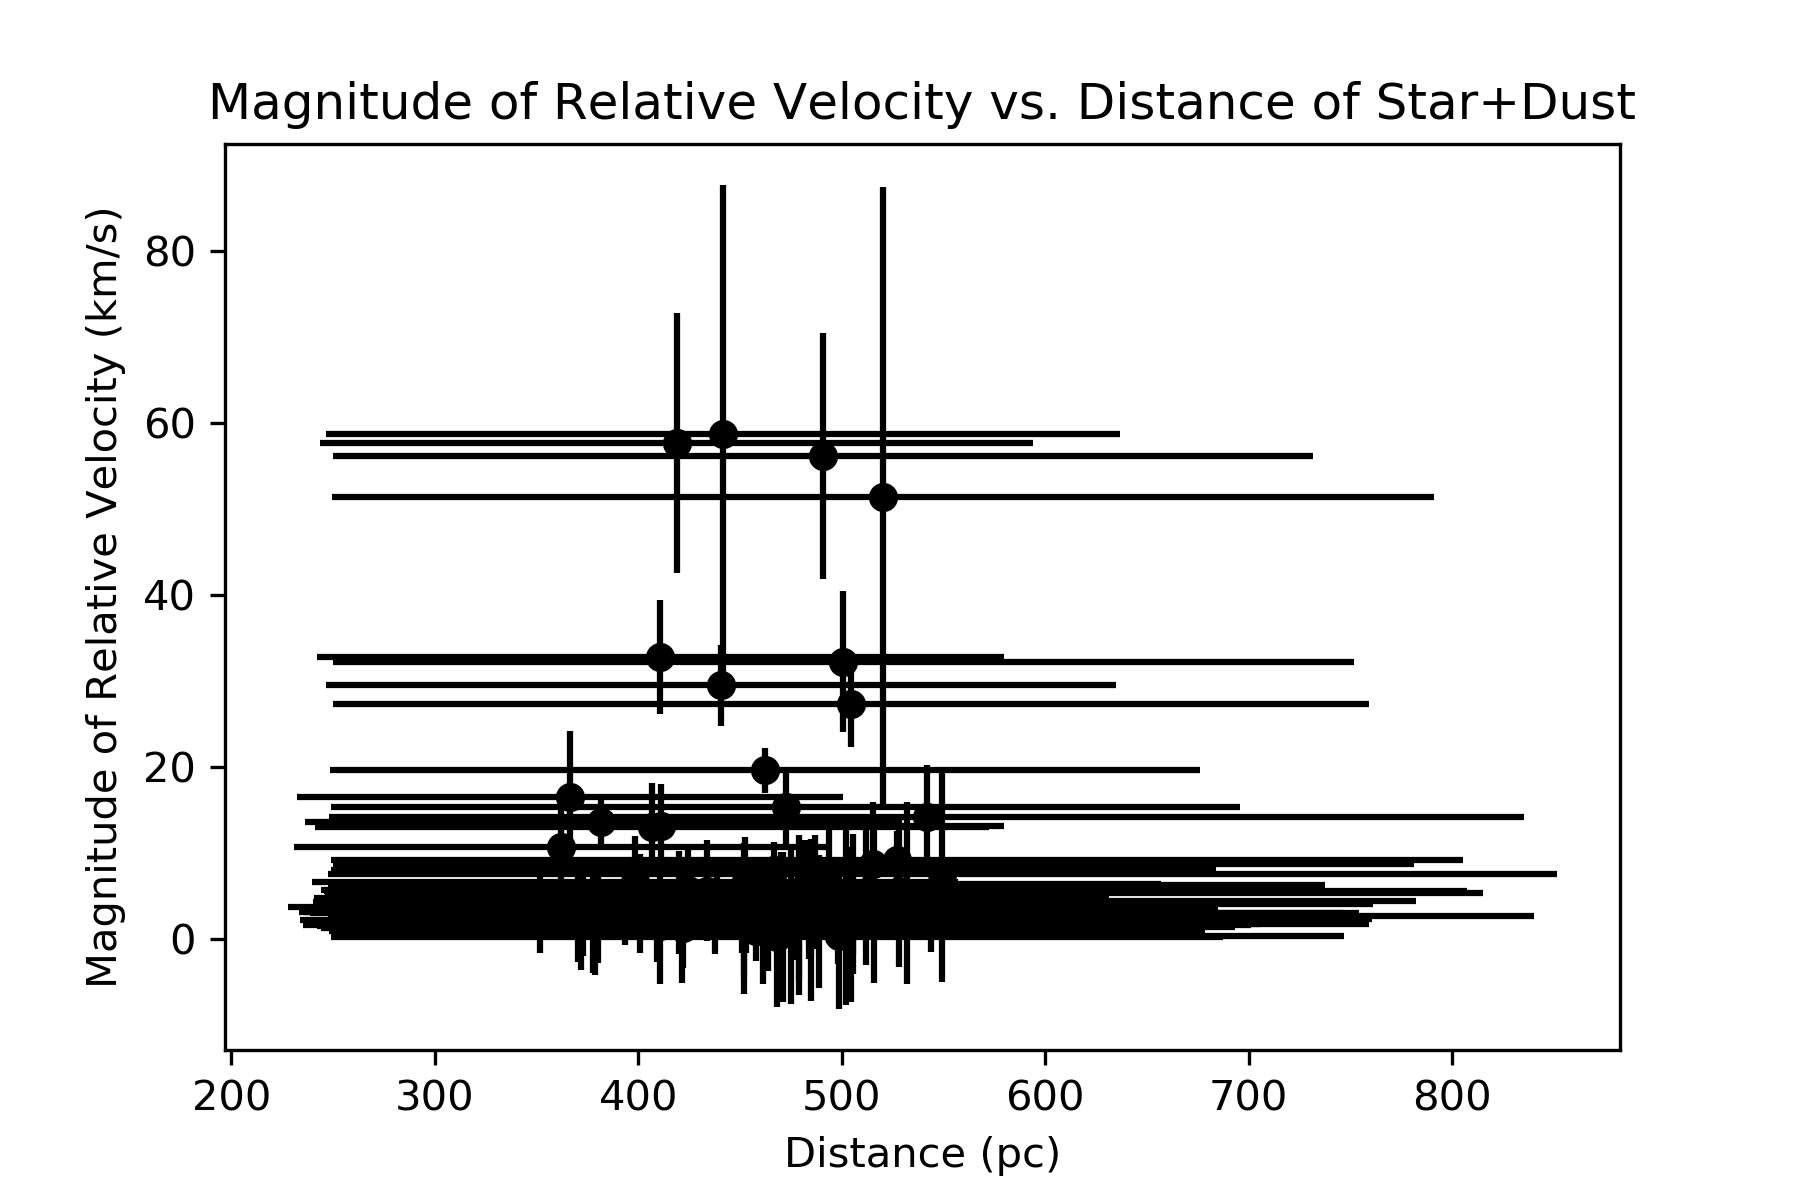 Magnitude of Relative Velocity vs. Distance of Star+Dust
Magnitude of Relative Velocity (km/s)
80
60
40
20
0
200 300 400 500 600 700 800
Distance (pc)